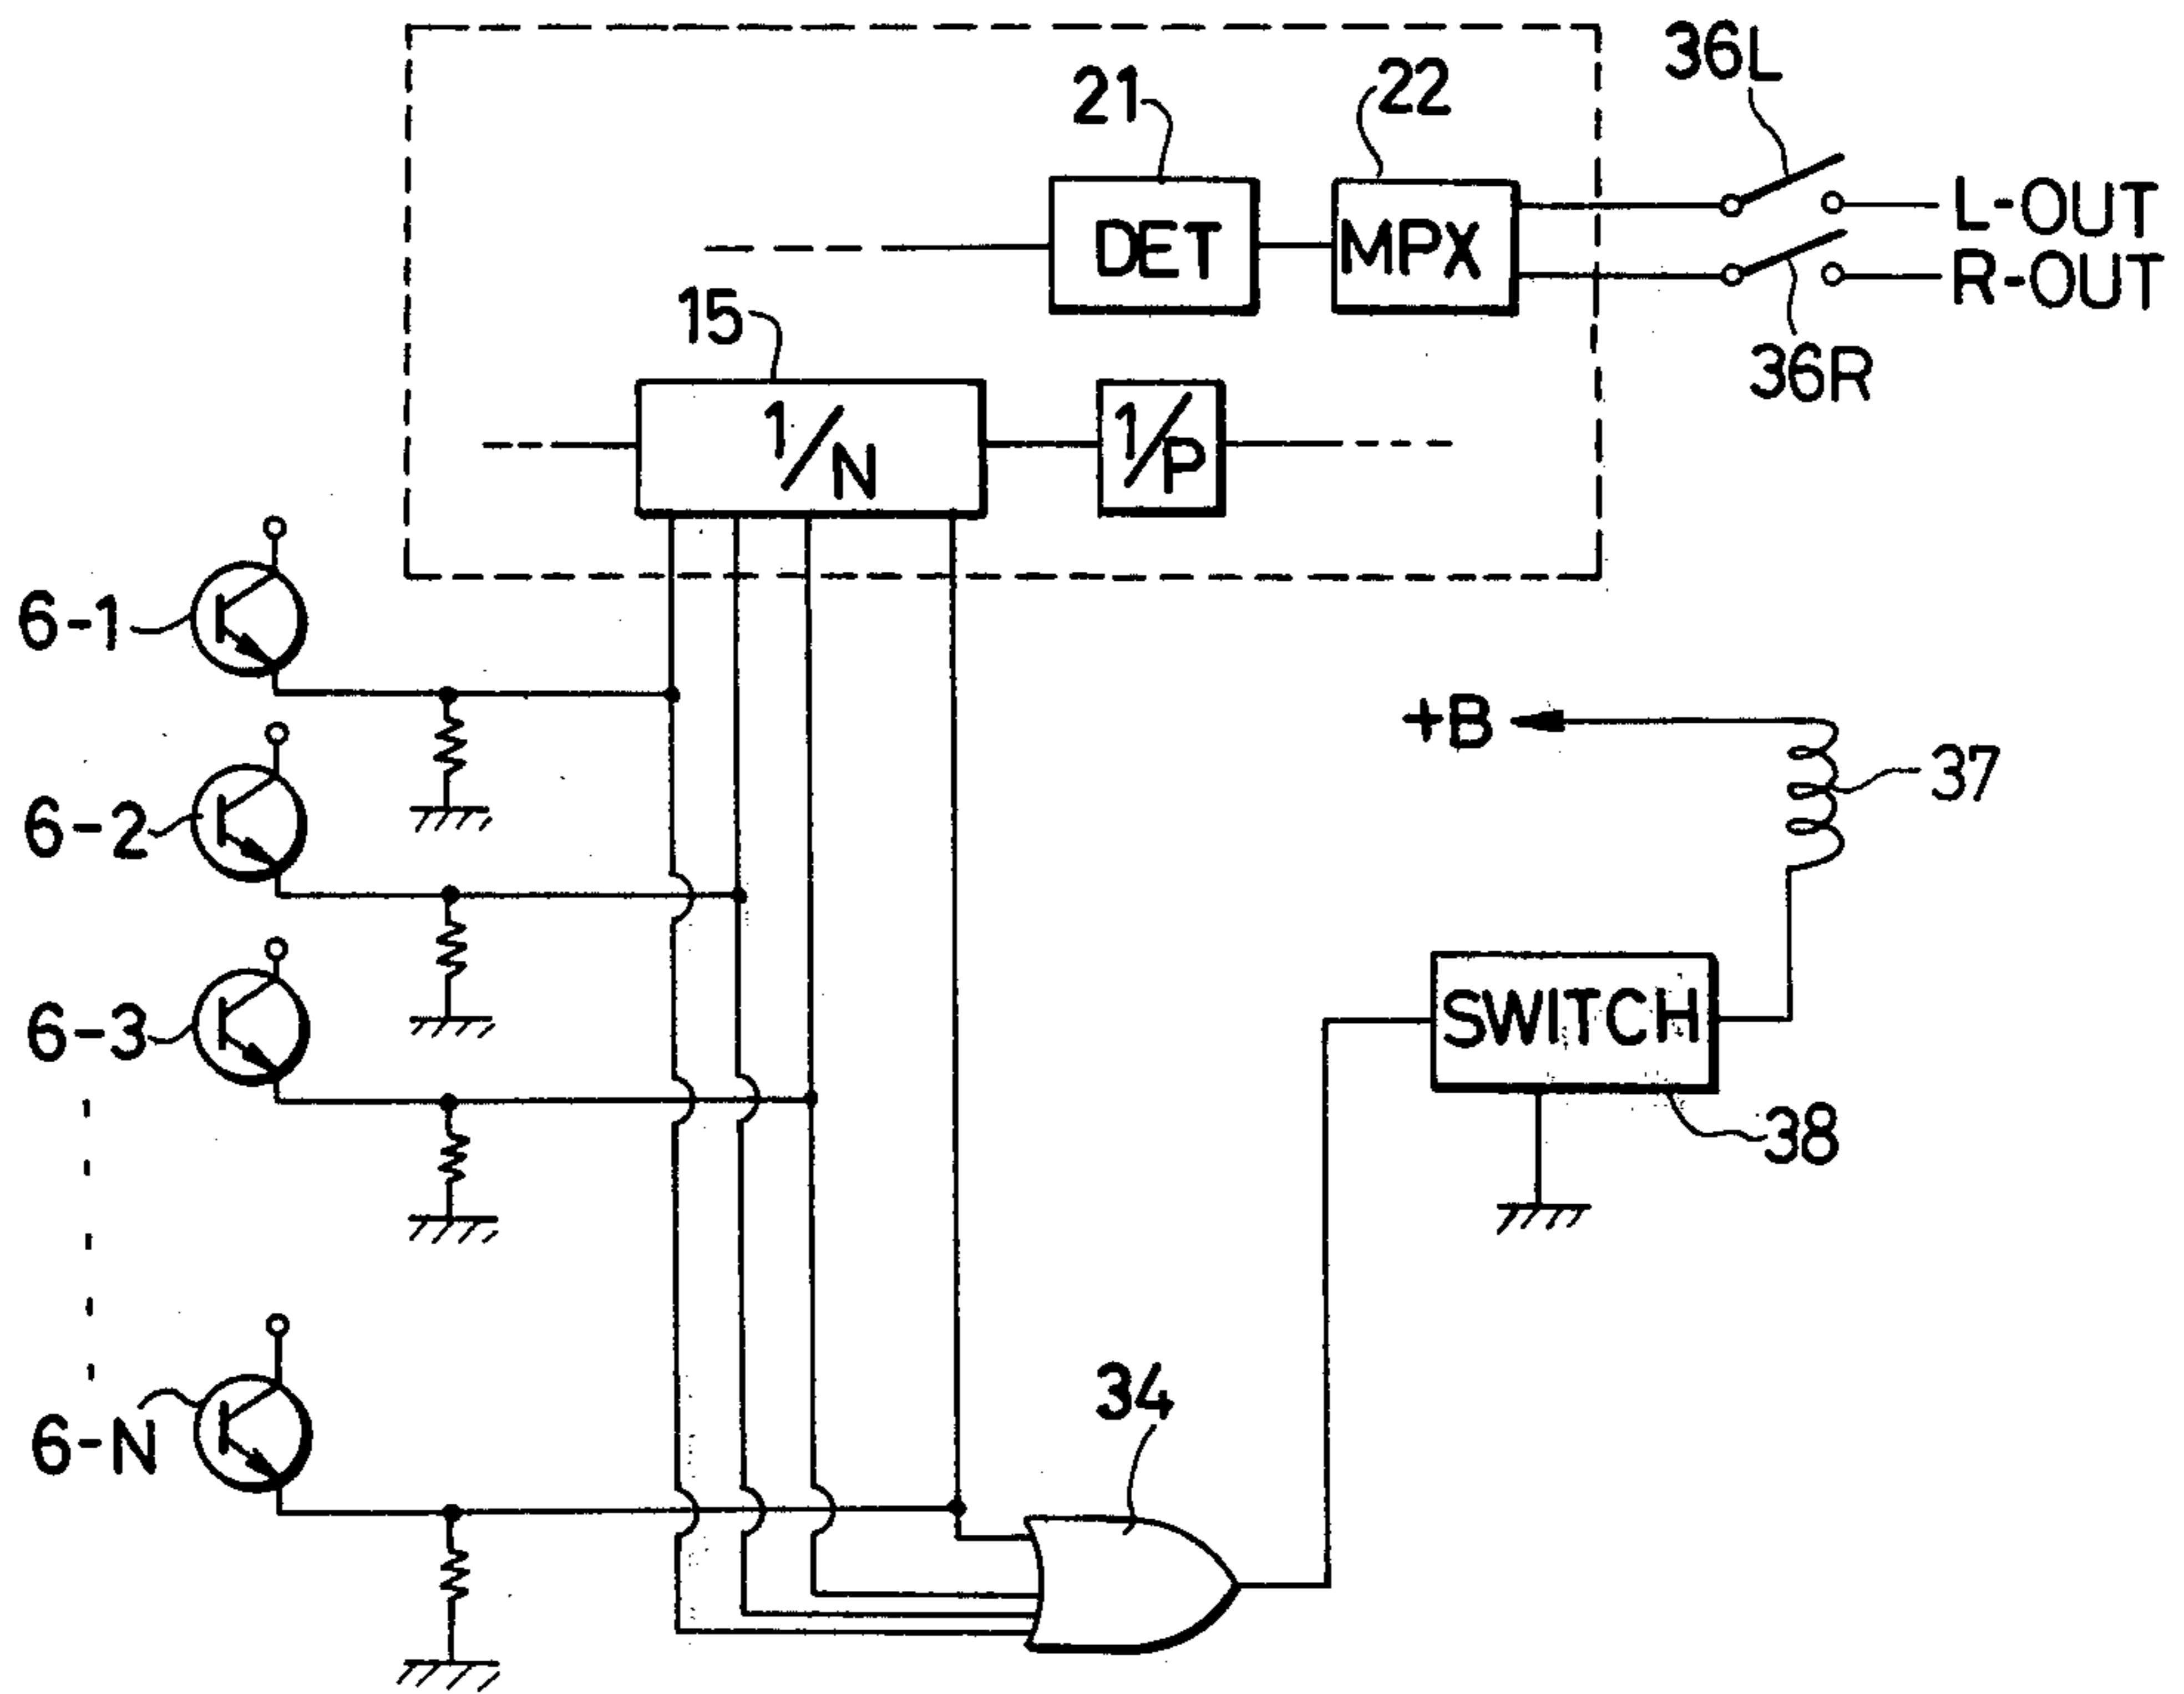 36L
21
22
DET
MPX
L-OUT
R-OUT
36R
15
1/N
1/P
6-1
6-2
6-3
6-N
+B
37
SWITCH
38
34